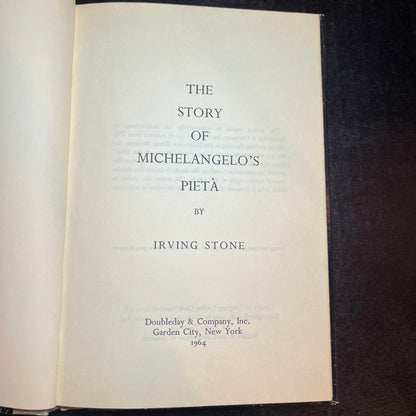 THE
STORY
OF
MICHELANGELO'S
PIETÀ
BY
IRVING STONE
Doubleday & Company, Inc.
Garden City, New York
1964